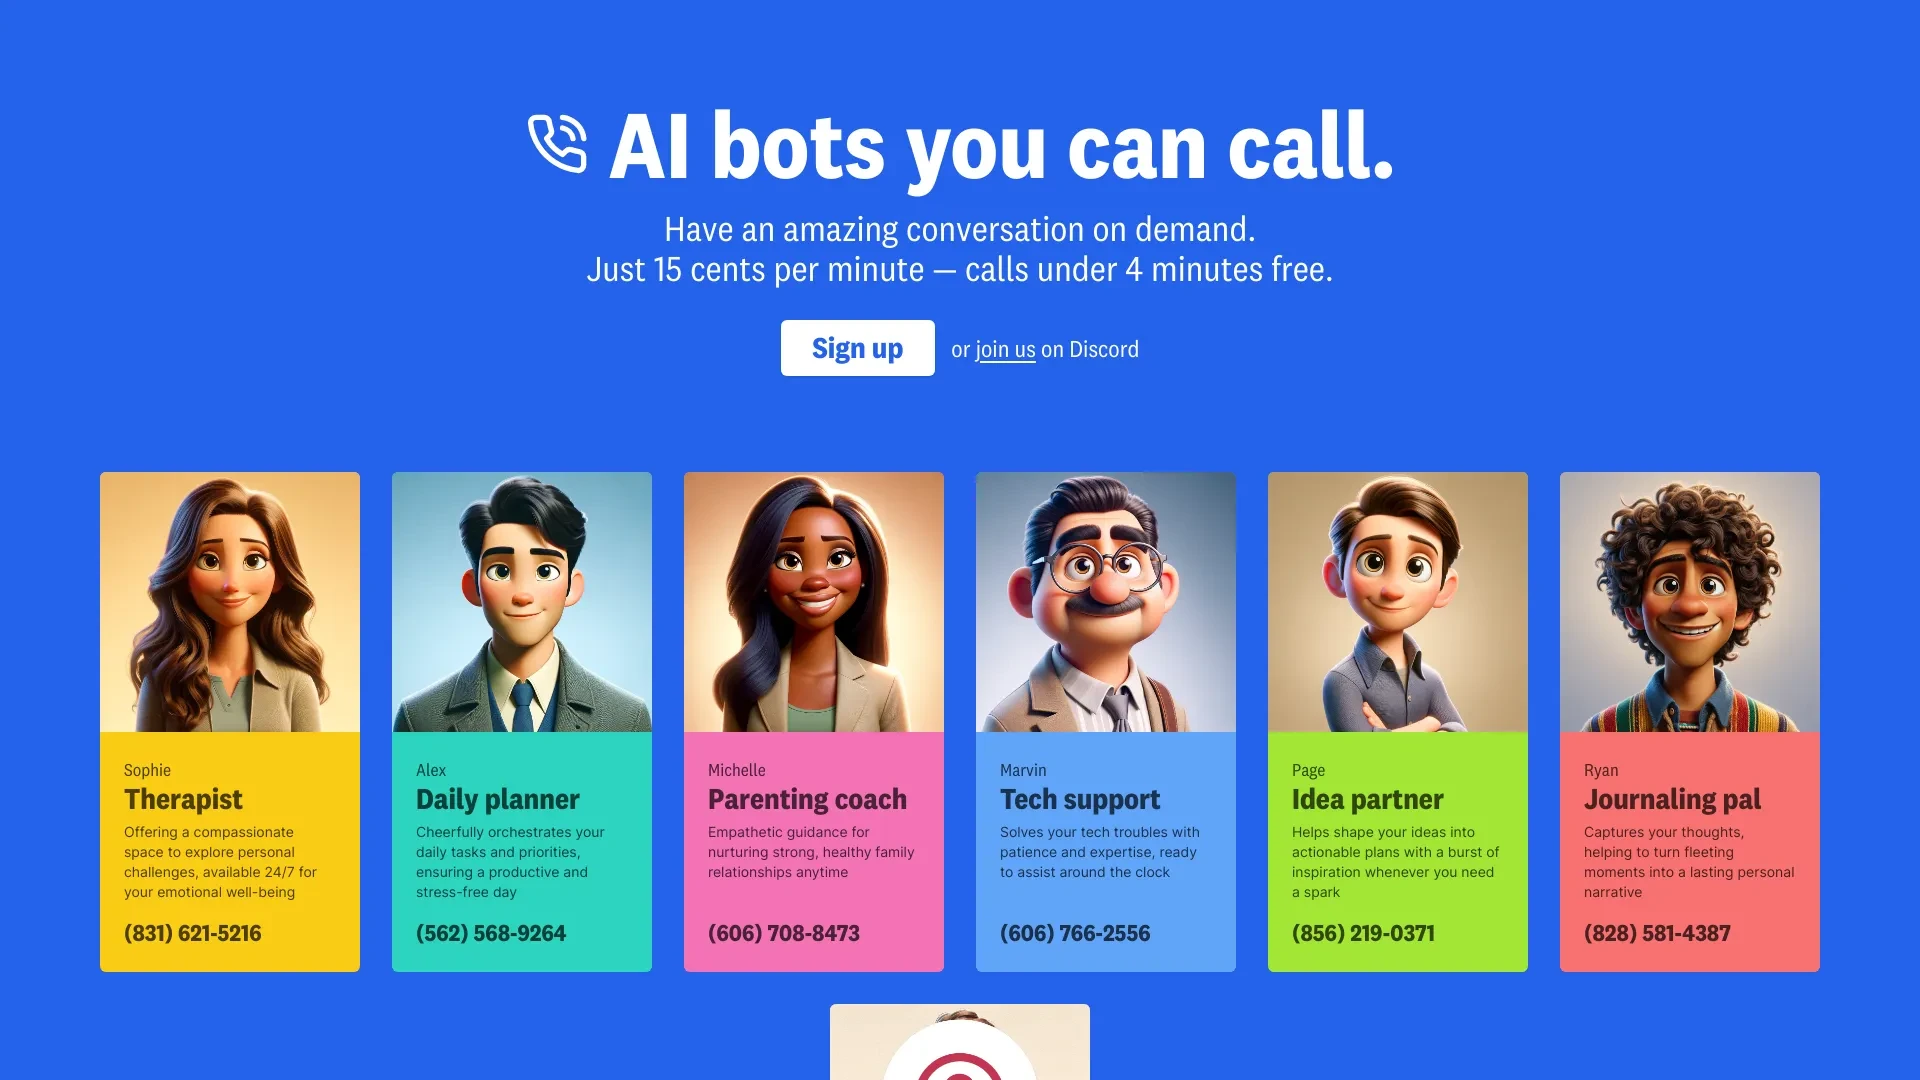 AI bots you can call.
Have an amazing conversation on demand.
Just 15 cents per minute — calls under 4 minutes free.
Sign up
or join us on Discord
Sophie
Therapist
Offering a compassionate
space to explore personal
challenges, available 24/7 for
your emotional well-being
(831) 621-5216
Alex
Daily planner
Cheerfully orchestrates your
daily tasks and priorities,
ensuring a productive and
stress-free day
(562) 568-9264
Michelle
Parenting coach
Empathetic guidance for
nurturing strong, healthy family
relationships anytime
(606) 708-8473
Marvin
Tech support
Solves your tech troubles with
patience and expertise, ready
to assist around the clock
(606) 766-2556
Page
Idea partner
Helps shape your ideas into
actionable plans with a burst of
inspiration whenever you need
a spark
(856) 219-0371
Ryan
Journaling pal
Captures your thoughts,
helping to turn fleeting
moments into a lasting personal
narrative
(828) 581-4387